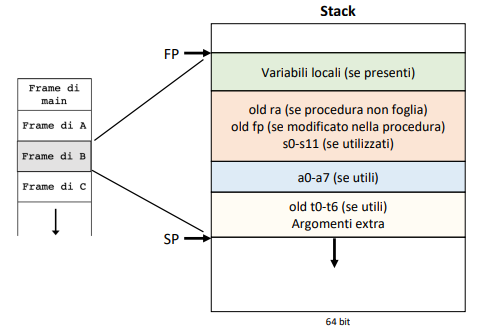 Stack
FP
Variabili locali (se presenti)
Frame di
main
Frame di A
Frame di B
Frame di C
old ra (se procedura non foglia)
old fp (se modificato nella procedura)
s0-s11 (se utilizzati)
a0-a7 (se utili)
old t0-t6 (se utili)
Argomenti extra
SP
64 bit